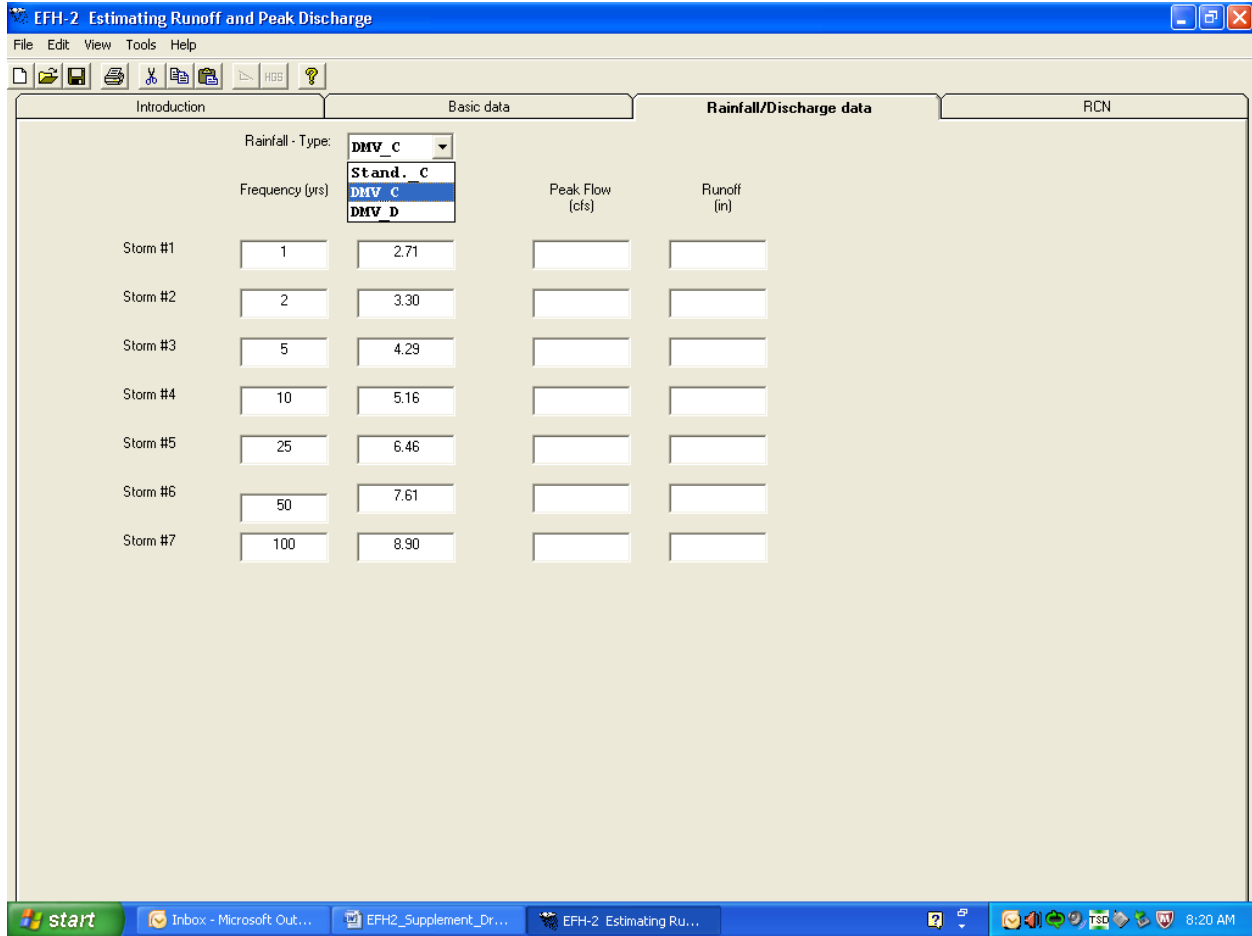 EFH-2 Estimating Runoff and Peak Discharge
File Edit View Tools Help
HGS
Introduction Basic data Rainfall/Discharge data RCN
Rainfall - Type: DMV_C
Stand._C
Frequency (yrs) DMV_C Peak Flow (cfs) Runoff (in)
DMV_D
Storm #1 1 2.71
Storm #2 2 3.30
Storm #3 5 4.29
Storm #4 10 5.16
Storm #5 25 6.46
Storm #6 50 7.61
Storm #7 100 8.90
start Inbox - Microsoft Out... EFH2_Supplement_Dr... EFH-2 Estimating Ru... TSD 8:20 AM